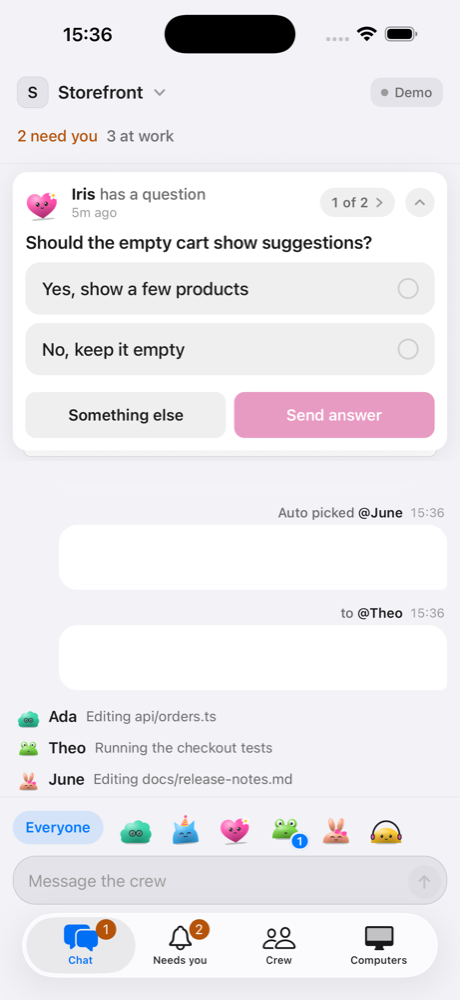 15:36
S Storefront
Demo
2 need you 3 at work
Iris has a question
5m ago
1 of 2
Should the empty cart show suggestions?
Yes, show a few products
No, keep it empty
Something else
Send answer
Auto picked @June 15:36
to @Theo 15:36
Ada Editing api/orders.ts
Theo Running the checkout tests
June Editing docs/release-notes.md
Everyone
1
Message the crew
1
2
Chat
Needs you
Crew
Computers